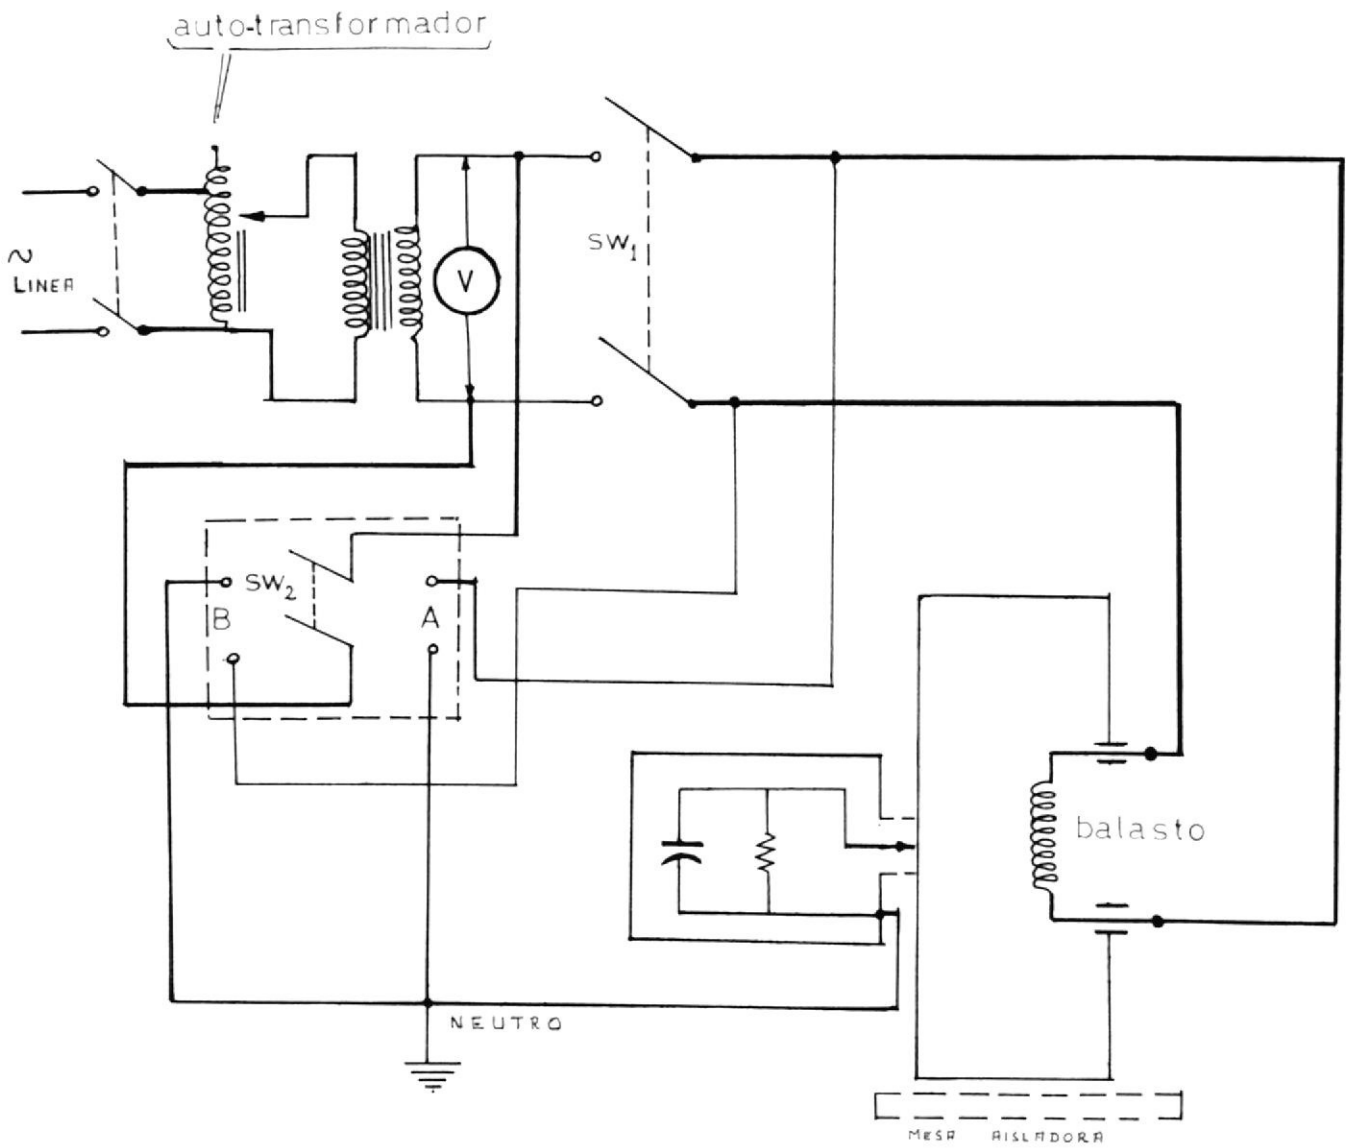 auto-transformador
SW1
~
LINEA
V
SW2
B
A
balasto
NEUTRO
MESA AISLADORA